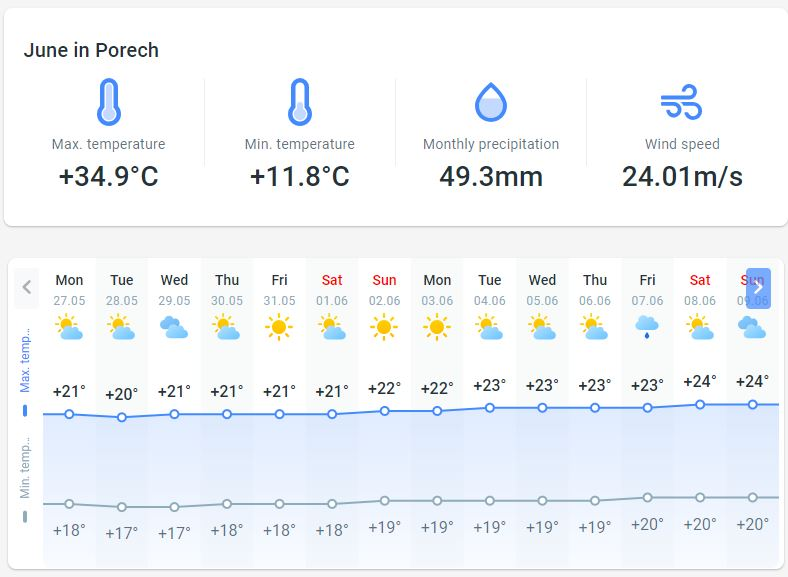 June in Porech
Max. temperature Min. temperature Monthly precipitation Wind speed
+34.9°C +11.8°C 49.3mm 24.01m/s
Mon Tue Wed Thu Fri Sat Sun Mon Tue Wed Thu Fri Sat Sun
27.05 28.05 29.05 30.05 31.05 01.06 02.06 03.06 04.06 05.06 06.06 07.06 08.06 09.06
Max. temp...
+21° +20° +21° +21° +21° +21° +22° +22° +23° +23° +23° +23° +24° +24°
Min. temp...
+18° +17° +17° +18° +18° +18° +19° +19° +19° +19° +19° +20° +20° +20°